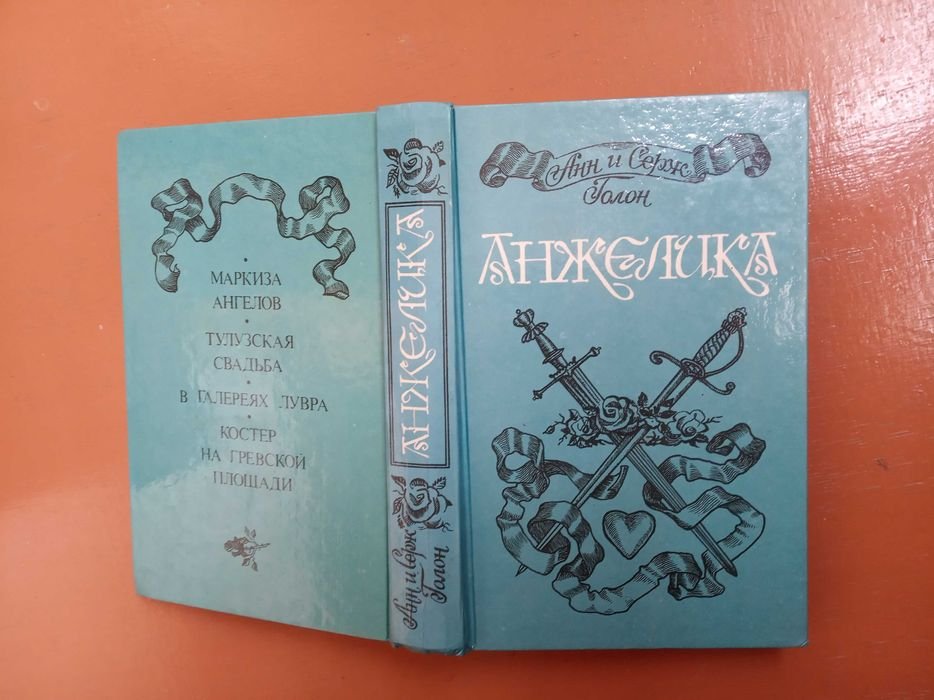 Анн и Серж
Голон
АНЖЕЛИКА
АНЖЕЛИКА
Анн и Серж
Голон
МАРКИЗА
АНГЕЛОВ
ТУЛУЗСКАЯ
СВАДЬБА
В ГАЛЕРЕЯХ ЛУВРА
КОСТЕР
НА ГРЕВСКОЙ
ПЛОЩАДИ